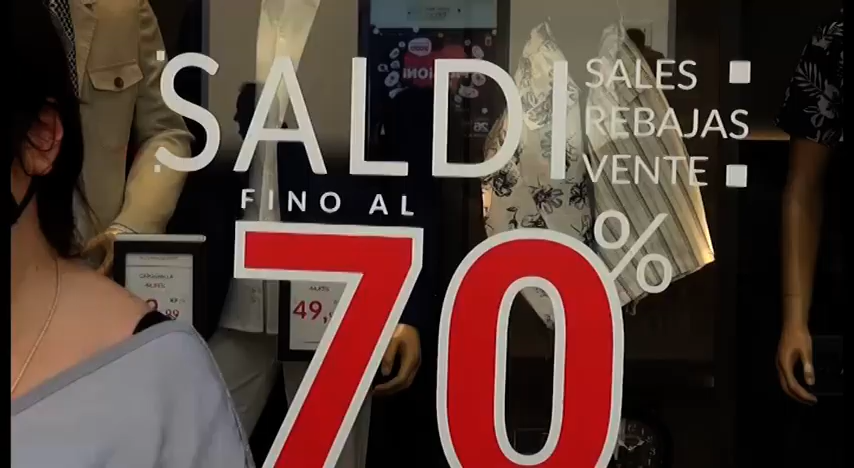 SALDI
SALES
REBAJAS
VENTE
FINO AL
70%
49,